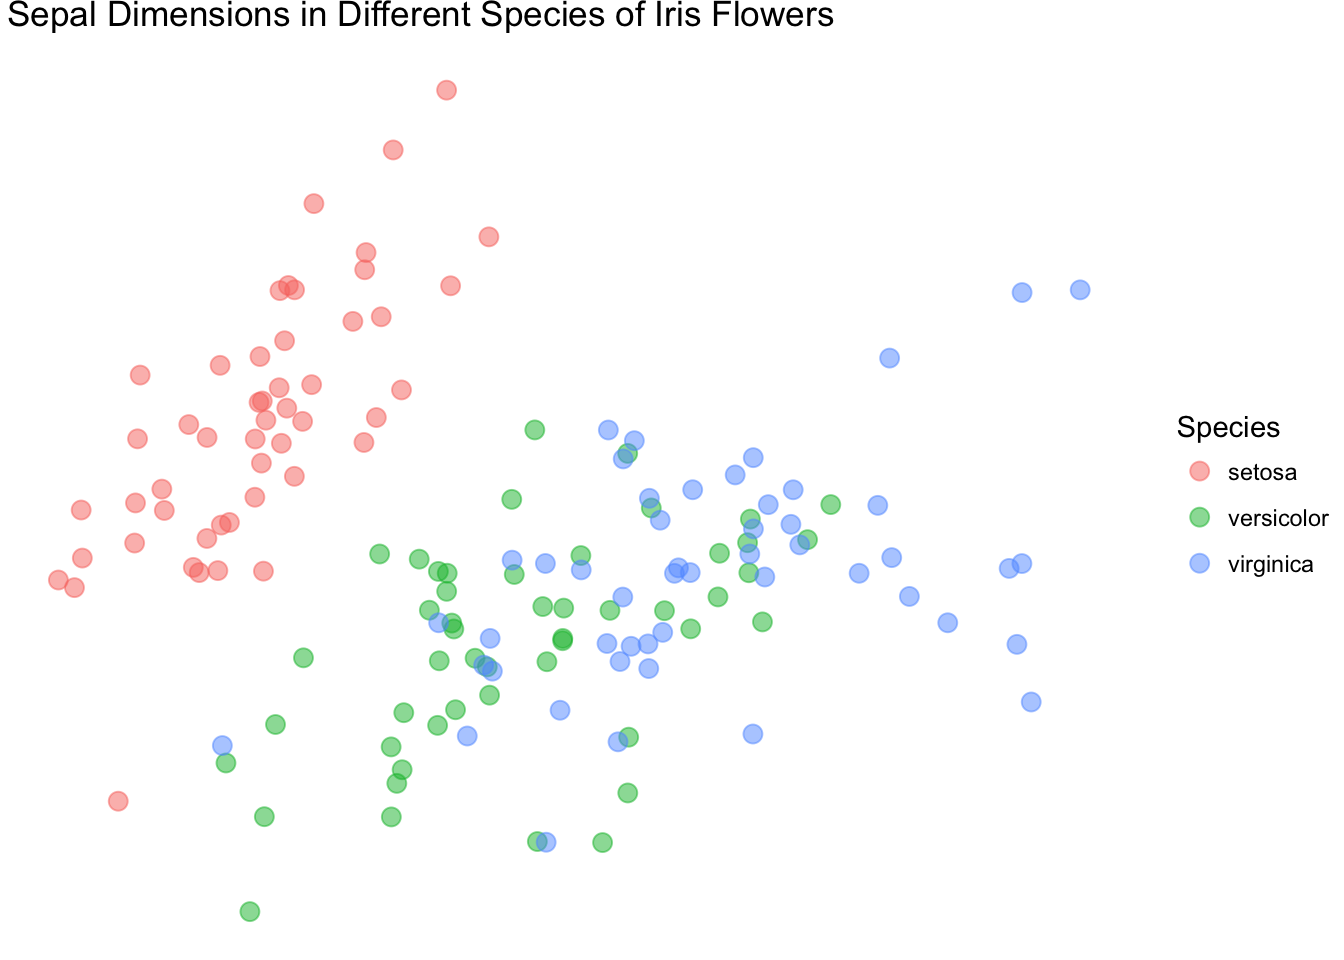 Sepal Dimensions in Different Species of Iris Flowers
Species
setosa
versicolor
virginica